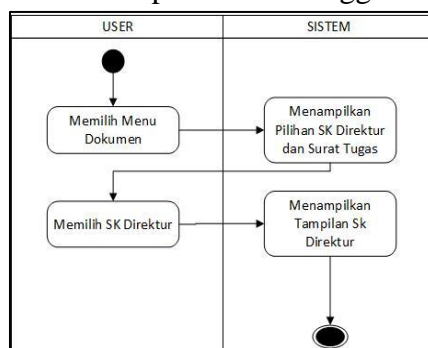 USER
SISTEM
Memilih Menu
Dokumen
Menampilkan
Pilihan SK Direktur
dan Surat Tugas
Memilih SK Direktur
Menampilkan
Tampilan Sk
Direktur